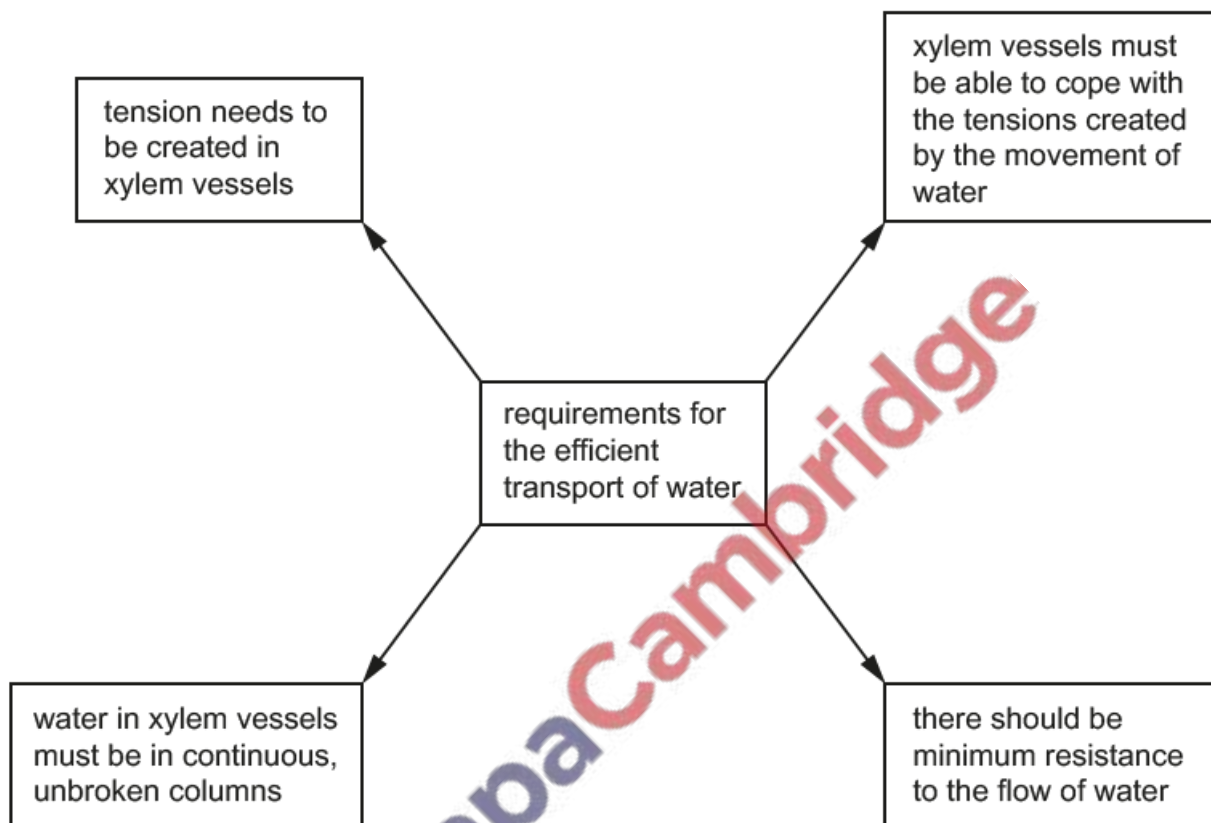 tension needs to
be created in
xylem vessels
xylem vessels must
be able to cope with
the tensions created
by the movement of
water
requirements for
the efficient
transport of water
water in xylem vessels
must be in continuous,
unbroken columns
there should be
minimum resistance
to the flow of water
paCambridge